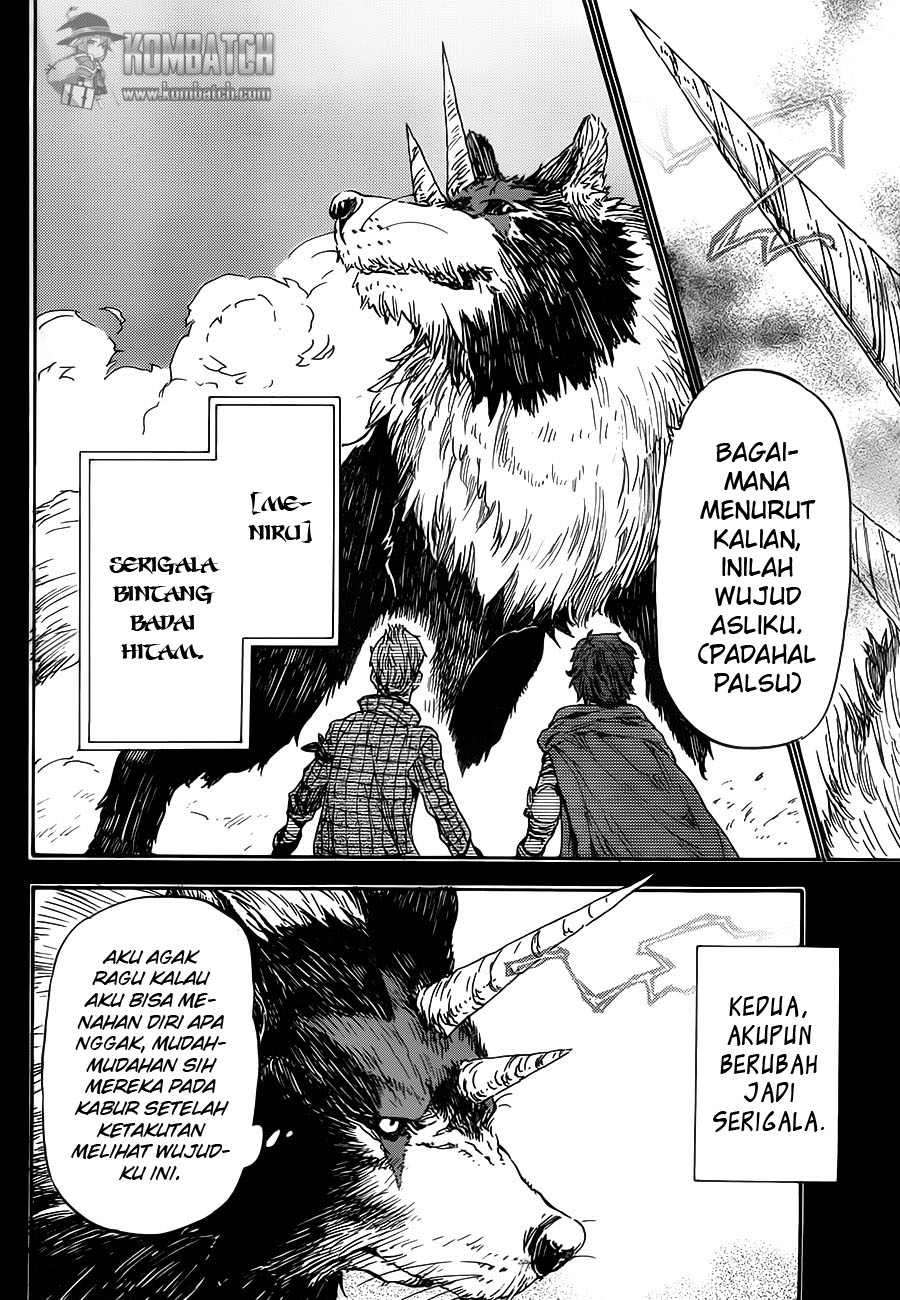 KOMBATCH
www.kombatch.com
BAGAI-
MANA
MENURUT
KALIAN,
INILAH
WUJUD
ASLIKU.
(PADAHAL
PALSU)
[ME-
NIRU]
SERIGALA
BINTANG
BADAI
HITAM.
KEDUA,
AKUPUN
BERUBAH
JADI
SERIGALA.
AKU AGAK
RAGU KALAU
AKU BISA ME-
NAHAN DIRI APA
NGGAK, MUDAH-
MUDAHAN SIH
MEREKA PADA
KABUR SETELAH
KETAKUTAN
MELIHAT WUJUD-
KU INI.